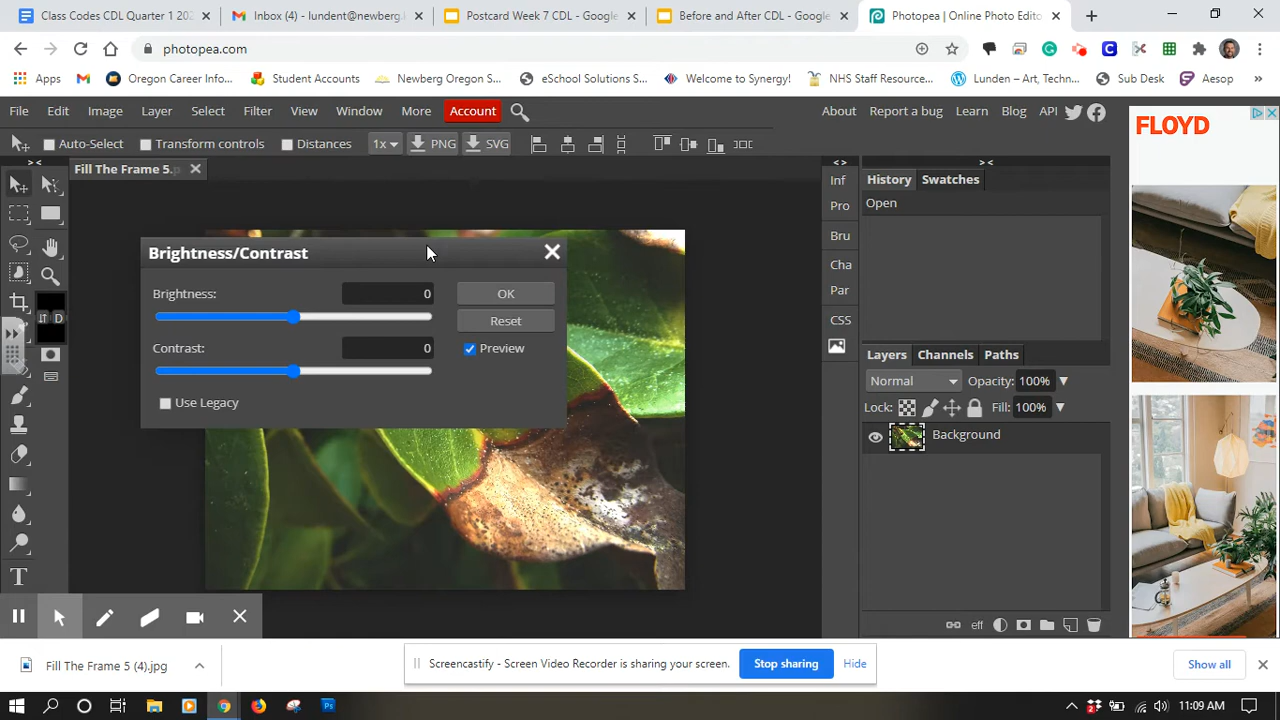 Class Codes CDL Quarter 1 202
Inbox (4) - lundent@newberg
Postcard Week 7 CDL - Google
Before and After CDL - Google
Photopea | Online Photo Edito
photopea.com
Apps
Oregon Career Info...
Student Accounts
Newberg Oregon S...
eSchool Solutions S...
Welcome to Synergy!
NHS Staff Resource...
Lunden – Art, Techn...
Sub Desk
Aesop
»
File Edit Image Layer Select Filter View Window More Account
About Report a bug Learn Blog API
Auto-Select Transform controls Distances 1x PNG SVG
Fill The Frame 5.p
> <
< >
> <
Inf
Pro
Bru
Cha
Par
CSS
History Swatches
Open
Brightness/Contrast
Brightness: 0
OK
Reset
Contrast: 0
Preview
Use Legacy
D
T
Layers Channels Paths
Normal Opacity: 100%
Lock: Fill: 100%
Background
eff
FLOYD
Fill The Frame 5 (4).jpg
Screencastify - Screen Video Recorder is sharing your screen.
Stop sharing
Hide
Show all
Ps
2
11:09 AM